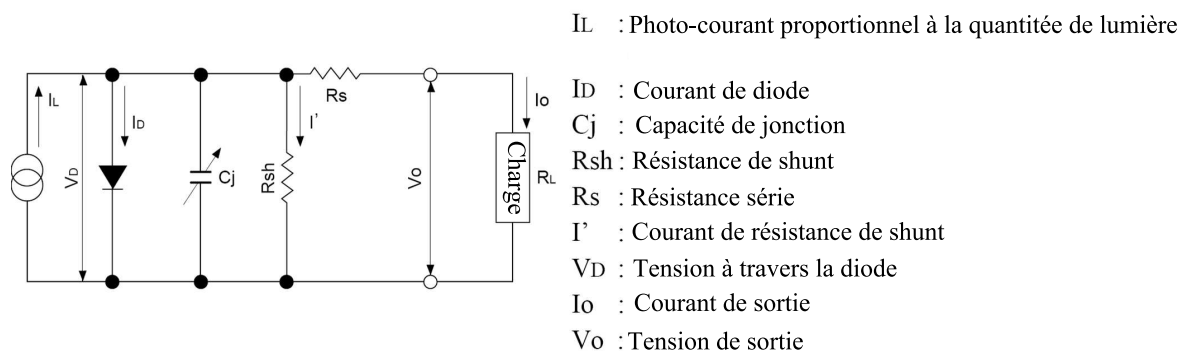 IL : Photo-courant proportionnel à la quantitée de lumière
ID : Courant de diode
Cj : Capacité de jonction
Rsh : Résistance de shunt
Rs : Résistance série
I' : Courant de résistance de shunt
VD : Tension à travers la diode
Io : Courant de sortie
Vo : Tension de sortie
IL
VD
ID
Cj
Rsh
I'
Rs
Vo
Io
Charge
RL